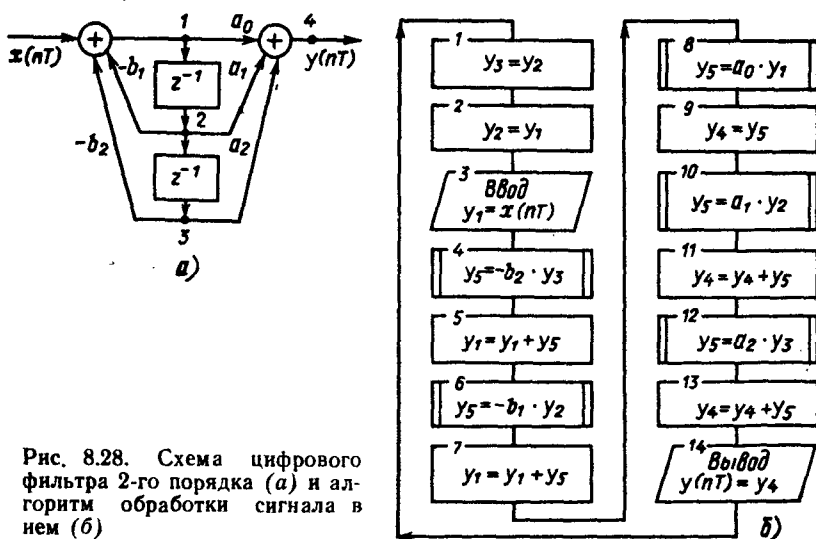 1 a₀ 4
x(nT) -b₁ z⁻¹ a₁ y(nT)
2
-b₂ a₂
z⁻¹
3
а)
1
y₃ = y₂
2
y₂ = y₁
3 Ввод
y₁ = x(nT)
4
y₅ = -b₂ · y₃
5
y₁ = y₁ + y₅
6
y₅ = -b₁ · y₂
7
y₁ = y₁ + y₅
8
y₅ = a₀ · y₁
9
y₄ = y₅
10
y₅ = a₁ · y₂
11
y₄ = y₄ + y₅
12
y₅ = a₂ · y₃
13
y₄ = y₄ + y₅
14 Вывод
y(nT) = y₄
б)
Рис. 8.28. Схема цифрового
фильтра 2-го порядка (а) и ал-
горитм обработки сигнала в
нем (б)